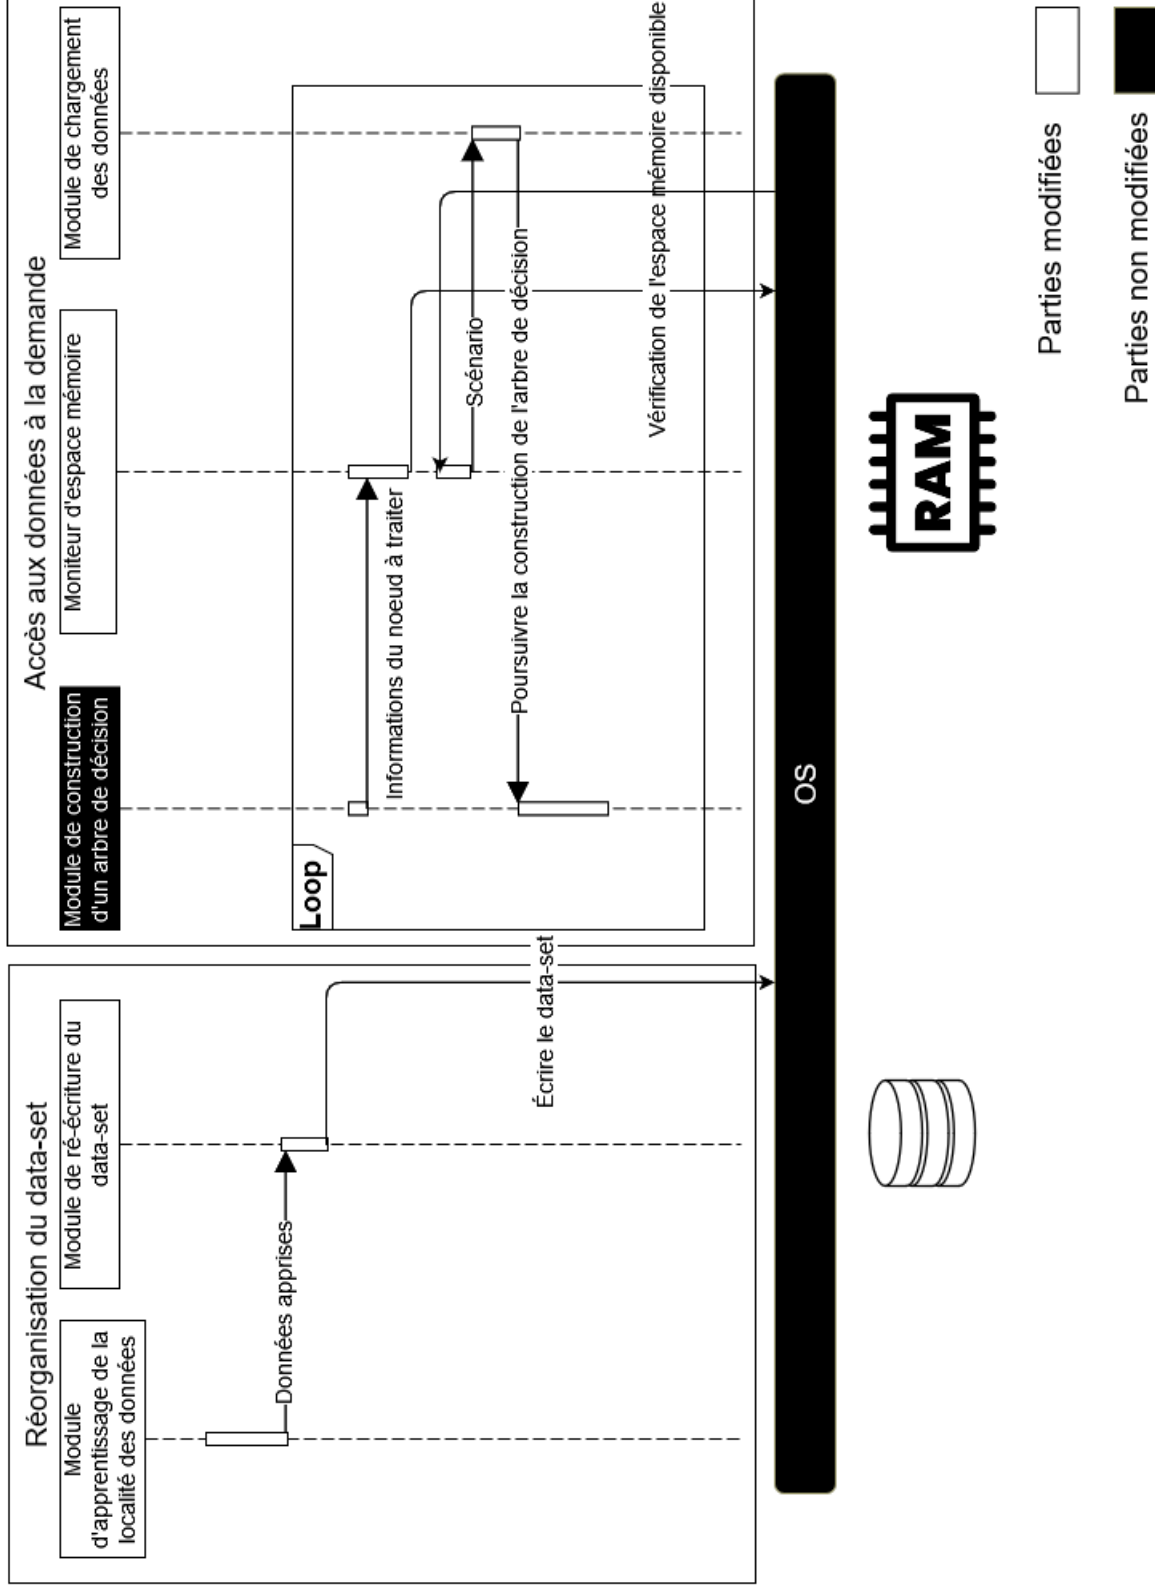 Réorganisation du data-set
Module
d'apprentissage de la
localité des données
Module de ré-écriture du
data-set
Données apprises
Écrire le data-set
Accès aux données à la demande
Module de construction
d'un arbre de décision
Moniteur d'espace mémoire
Module de chargement
des données
Loop
Informations du noeud à traiter
Scénario
Poursuivre la construction de l'arbre de décision
Vérification de l'espace mémoire disponible
OS
RAM
Parties modifiées
Parties non modifiées